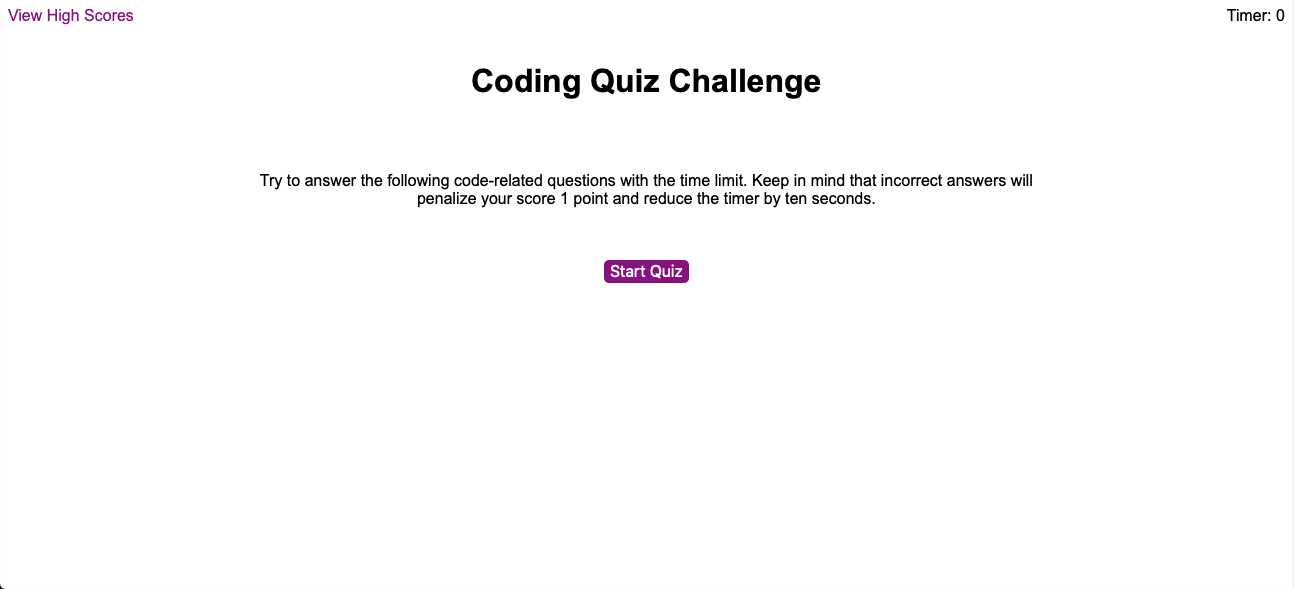 View High Scores
Timer: 0
Coding Quiz Challenge
Try to answer the following code-related questions with the time limit. Keep in mind that incorrect answers will
penalize your score 1 point and reduce the timer by ten seconds.
Start Quiz